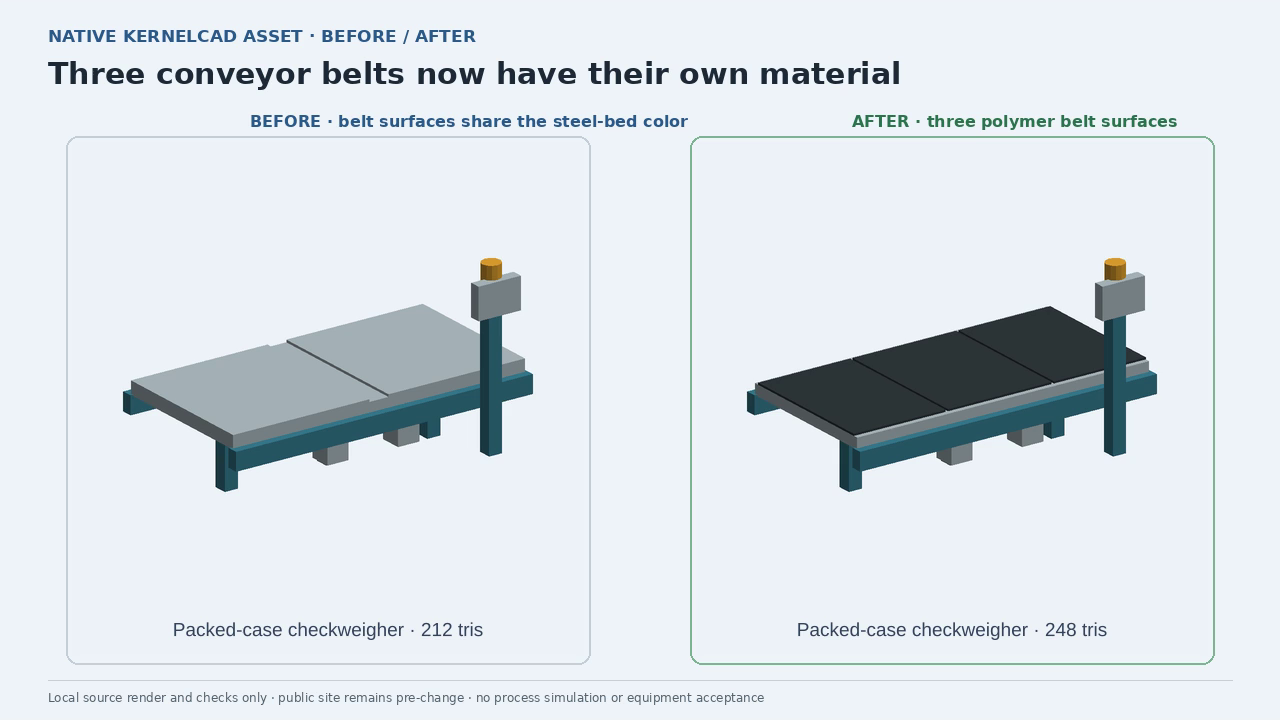 NATIVE KERNELCAD ASSET · BEFORE / AFTER
Three conveyor belts now have their own material
BEFORE · belt surfaces share the steel-bed color
AFTER · three polymer belt surfaces
Packed-case checkweigher · 212 tris
Packed-case checkweigher · 248 tris
Local source render and checks only · public site remains pre-change · no process simulation or equipment acceptance